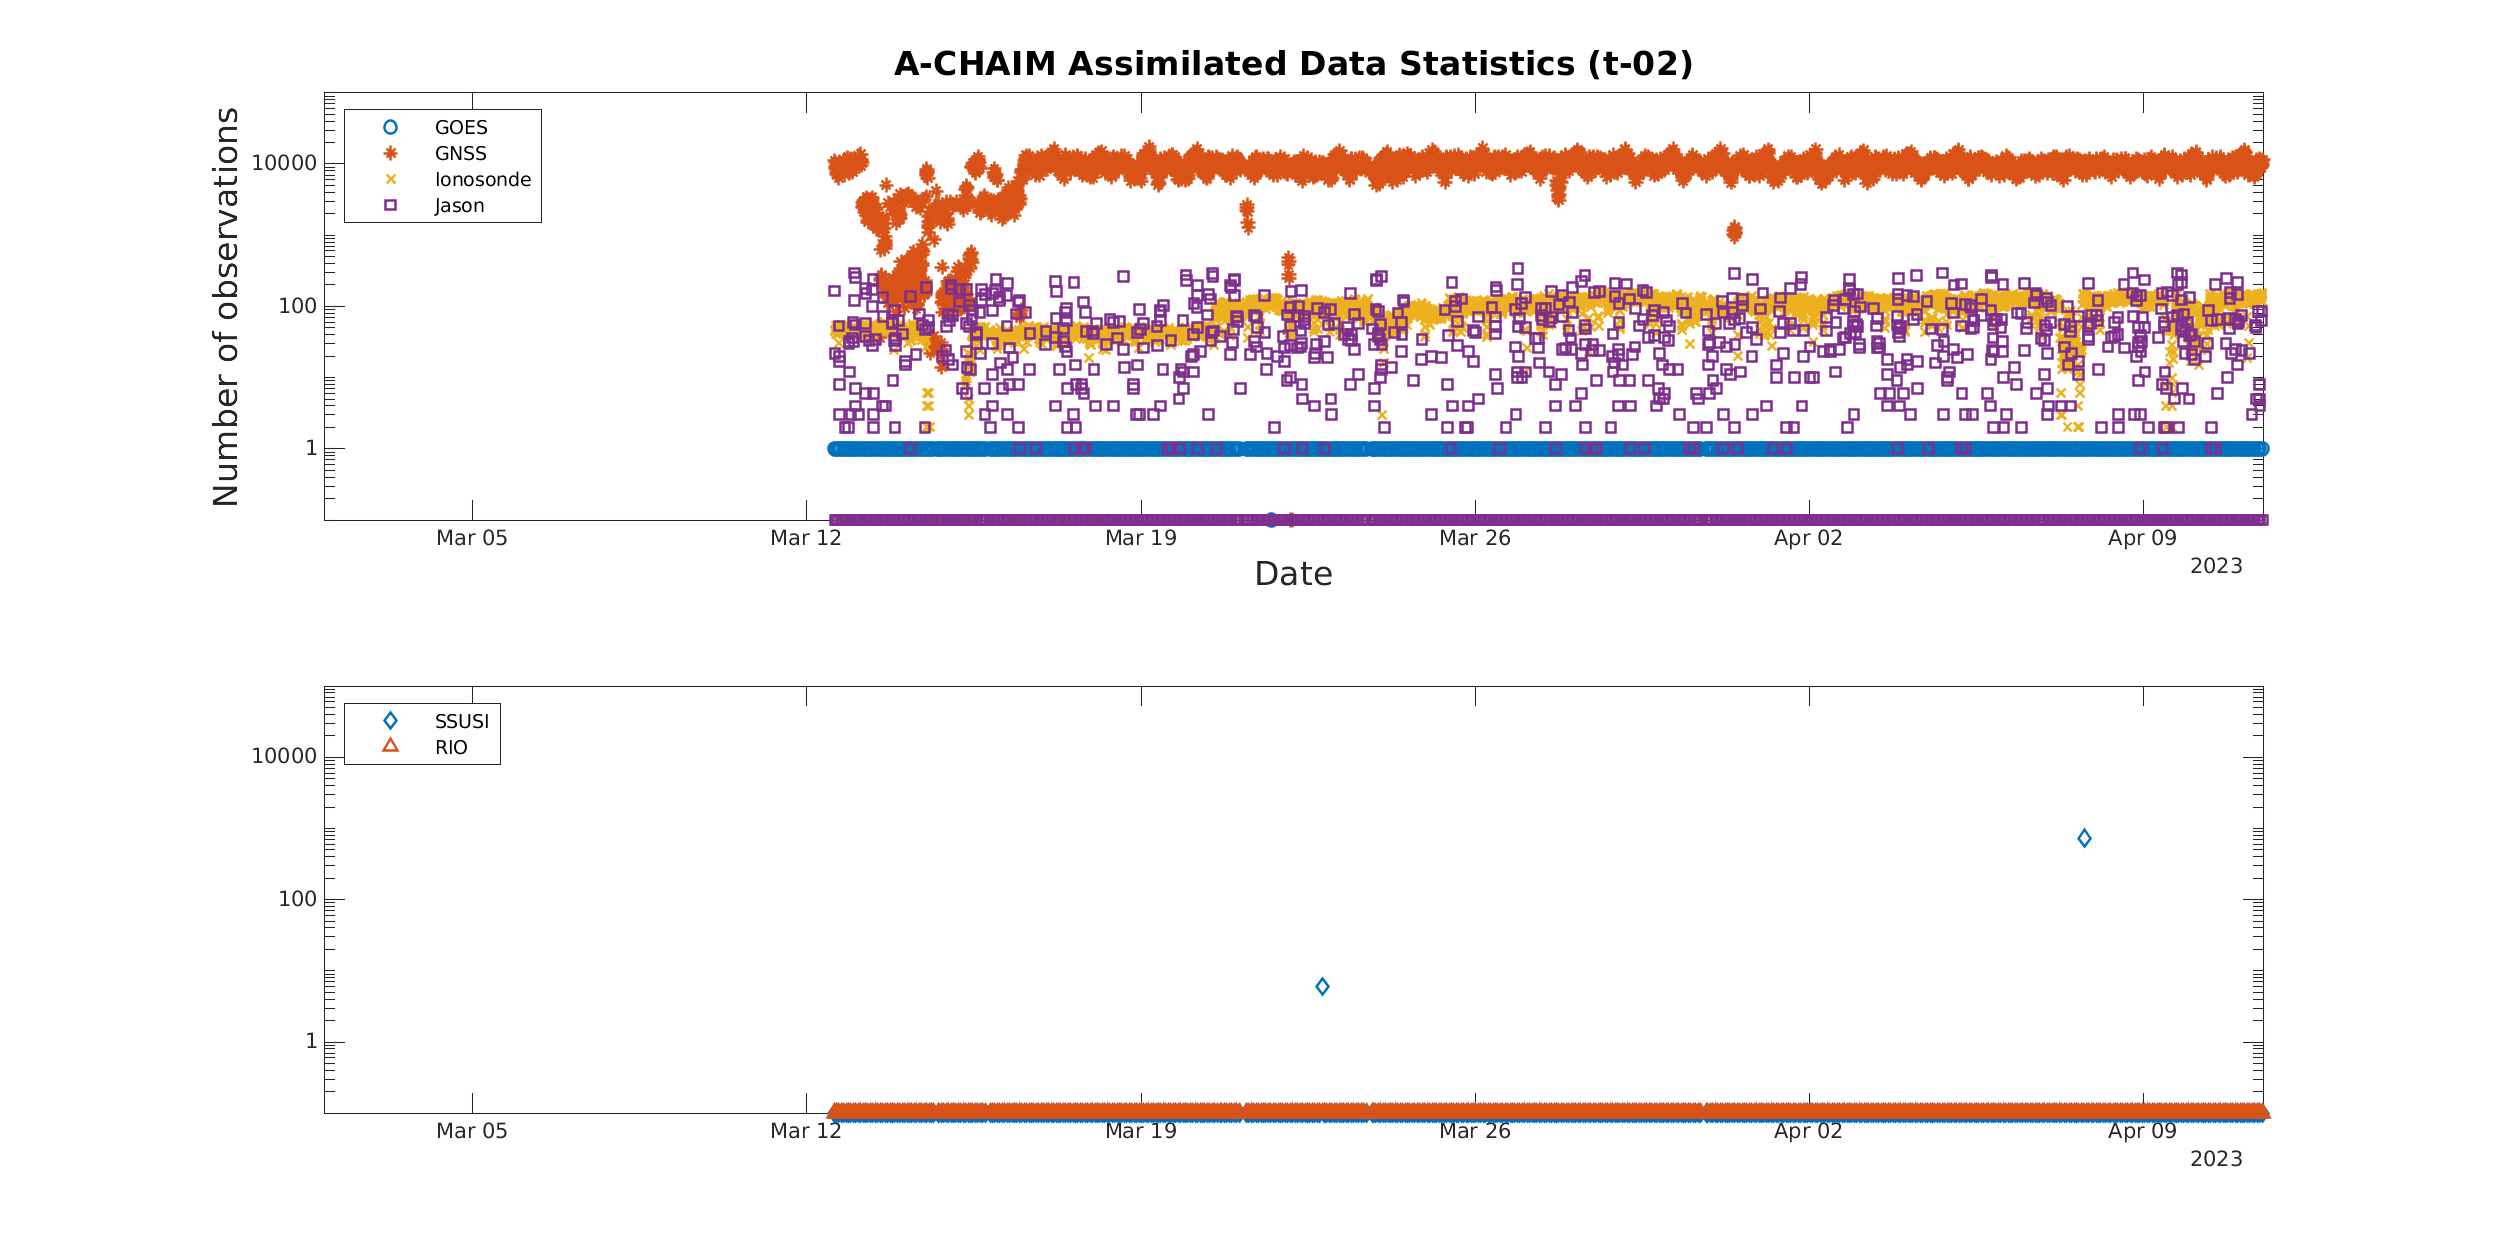 A-CHAIM Assimilated Data Statistics (t-02)
Number of observations
10000
100
1
GOES
GNSS
Ionosonde
Jason
Mar 05
Mar 12
Mar 19
Mar 26
Apr 02
Apr 09
2023
Date
10000
100
1
SSUSI
RIO
Mar 05
Mar 12
Mar 19
Mar 26
Apr 02
Apr 09
2023